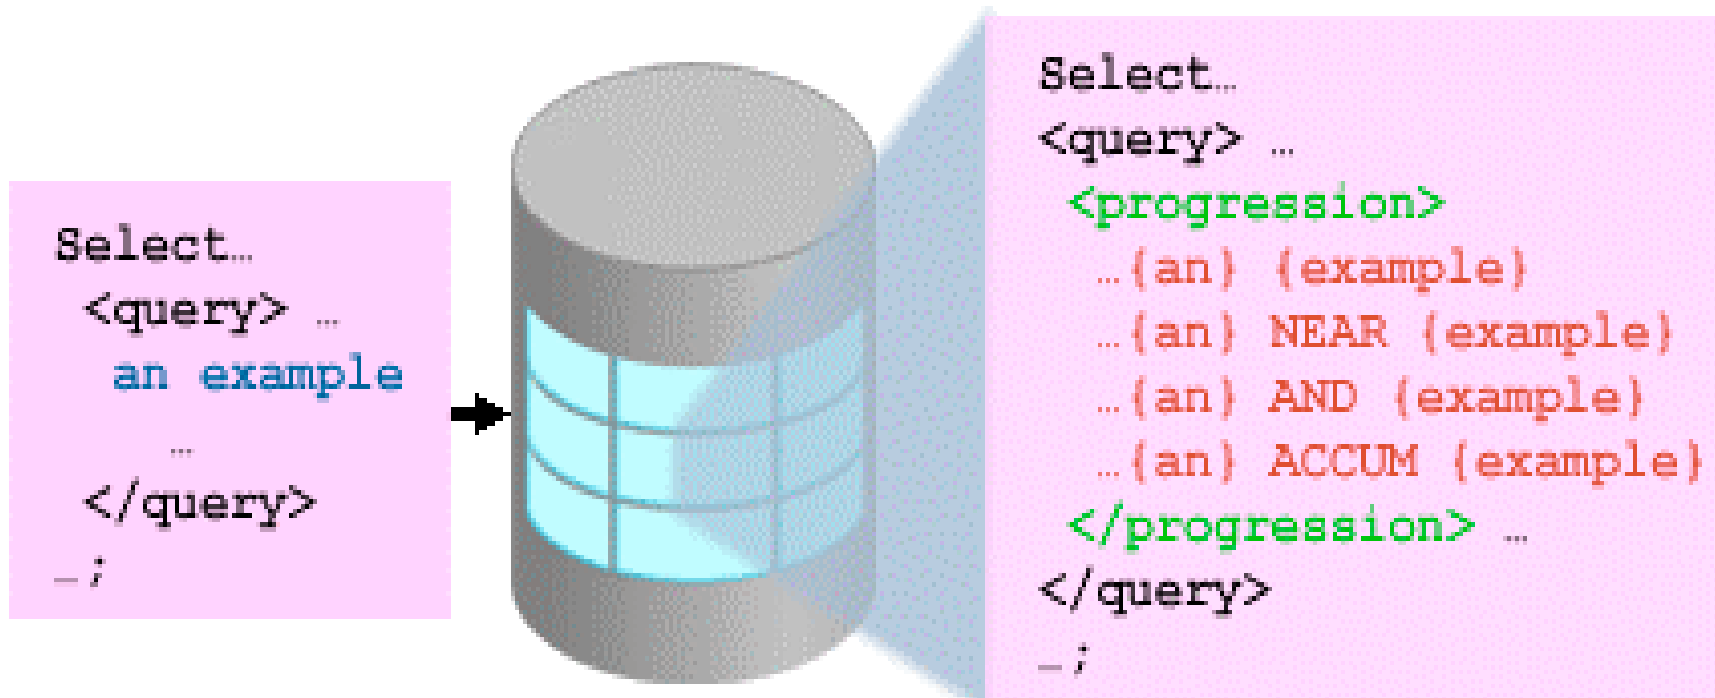 Select…
<query> …
an example
…
</query>
_;
Select…
<query> …
<progression>
…{an} {example}
…{an} NEAR {example}
…{an} AND {example}
…{an} ACCUM {example}
</progression> …
</query>
_;